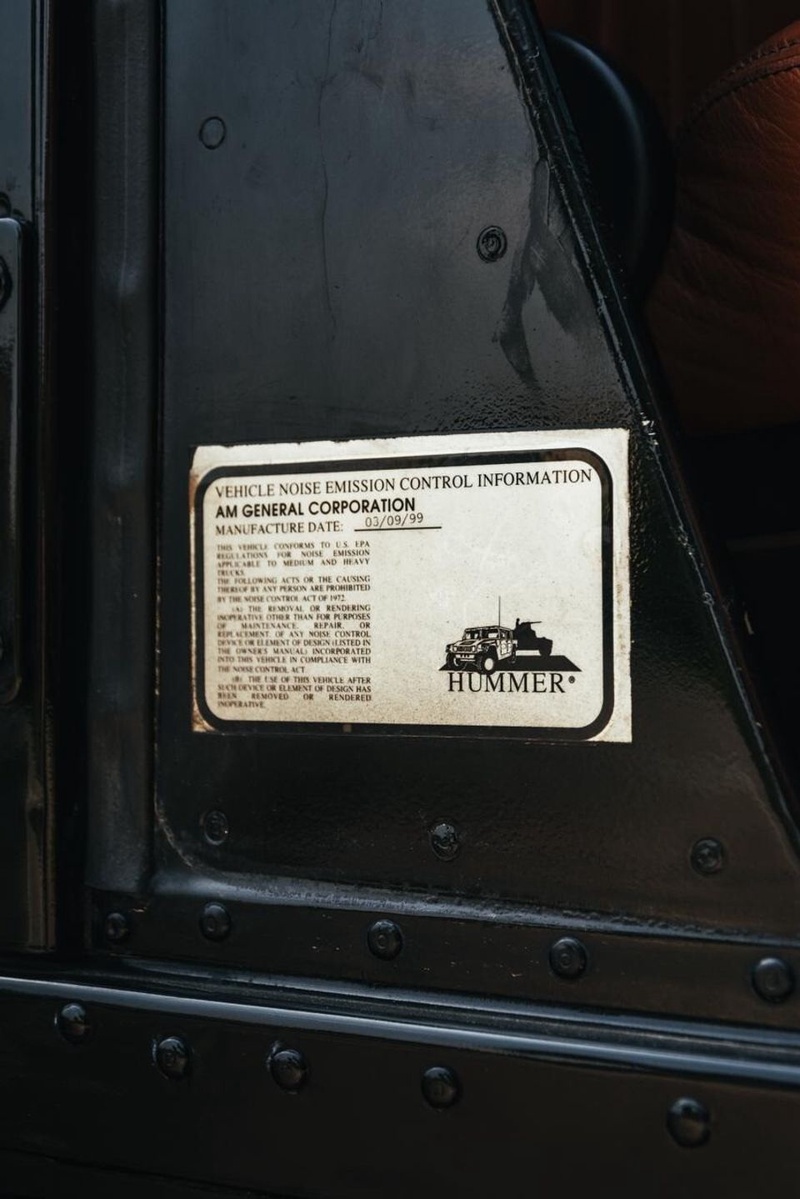 VEHICLE NOISE EMISSION CONTROL INFORMATION
AM GENERAL CORPORATION
MANUFACTURE DATE: 03/09/99
THIS VEHICLE CONFORMS TO U.S. EPA
REGULATIONS FOR NOISE EMISSION
APPLICABLE TO MEDIUM AND HEAVY
TRUCKS.
THE FOLLOWING ACTS OR THE CAUSING
THEREOF BY ANY PERSON ARE PROHIBITED
BY THE NOISE CONTROL ACT OF 1972.
(A) THE REMOVAL OR RENDERING
INOPERATIVE OTHER THAN FOR PURPOSES
OF MAINTENANCE, REPAIR, OR
REPLACEMENT, OF ANY NOISE CONTROL
DEVICE OR ELEMENT OF DESIGN (LISTED IN
THE OWNER'S MANUAL) INCORPORATED
INTO THIS VEHICLE IN COMPLIANCE WITH
THE NOISE CONTROL ACT.
(B) THE USE OF THIS VEHICLE AFTER
SUCH DEVICE OR ELEMENT OF DESIGN HAS
BEEN REMOVED OR RENDERED
INOPERATIVE.
HUMMER®